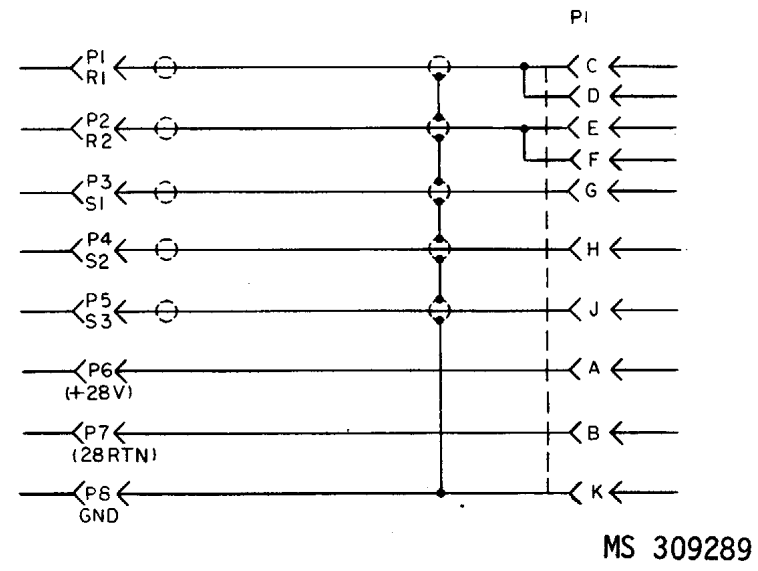 P1
P1
R1
C
D
P2
R2
E
F
P3
S1
G
P4
S2
H
P5
S3
J
P6
(+28V)
A
P7
(28RTN)
B
P8
GND
K
MS 309289